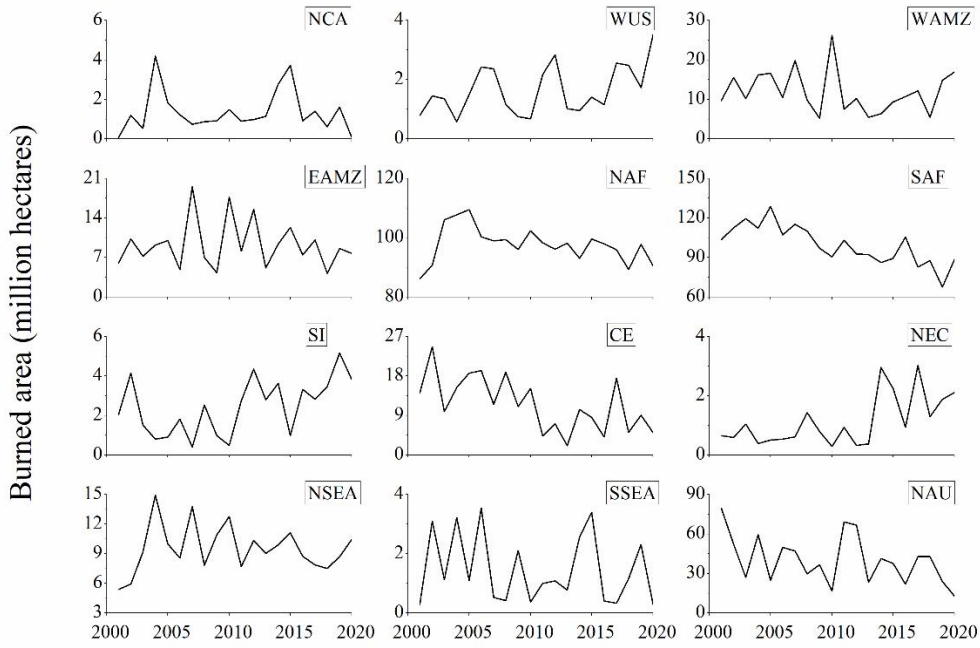 Burned area (million hectares)
6 NCA 4 WUS 30 WAMZ
4 20
2
2 10
0 0 0
21 EAMZ 120 NAF 150 SAF
14 120
100
7 90
0 80 60
6 SI 27 CE 4 NEC
4 18
2
2 9
0 0 0
15 NSEA 4 SSEA 90 NAU
12
60
9 2
30
6
3 0 0
2000 2005 2010 2015 2020 2000 2005 2010 2015 2020 2000 2005 2010 2015 2020